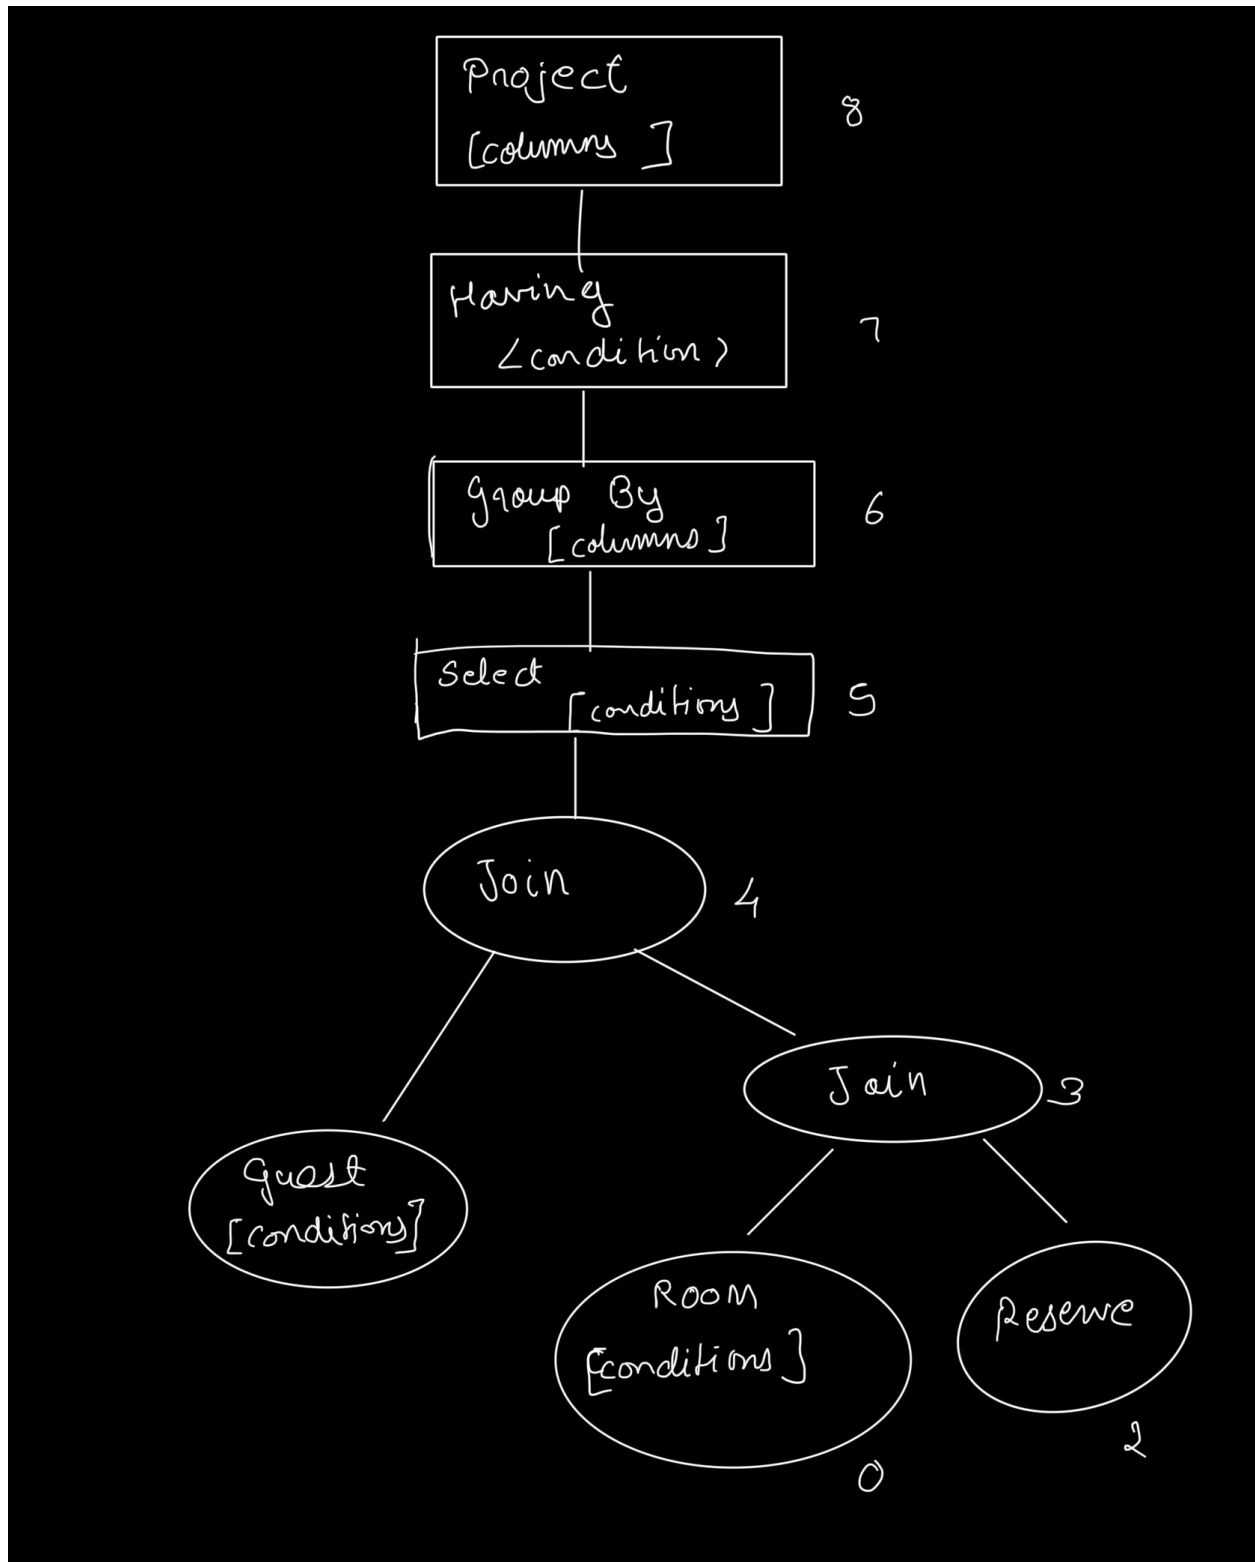 Project
[columns]
8
Having
<condition>
7
Group By
[columns]
6
Select
[conditions]
5
Join
4
Join
3
Guest
[conditions]
Room
[conditions]
0
Reserve
2